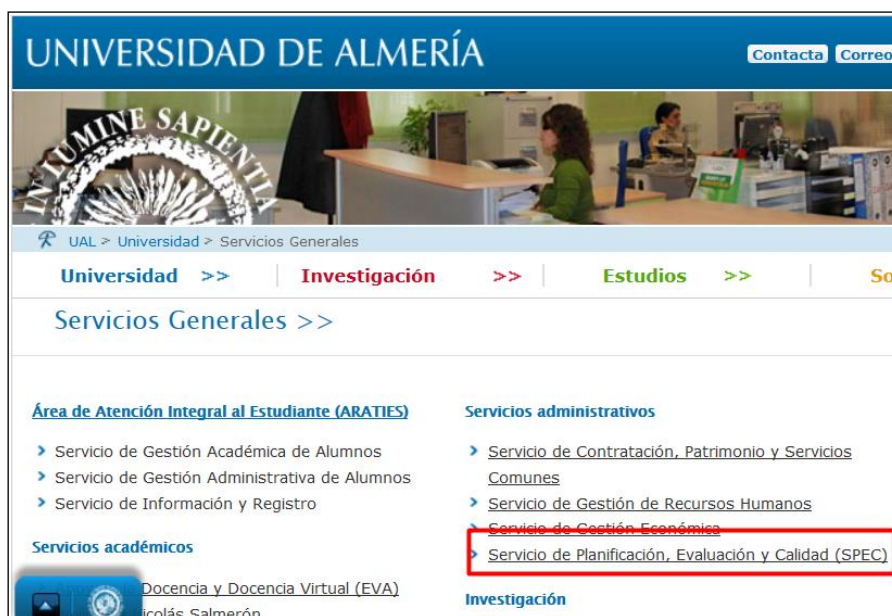 UNIVERSIDAD DE ALMERÍA
Contacta Correo
IN LUMINE SAPIENTIA
UAL > Universidad > Servicios Generales
Universidad >> Investigación >> Estudios >> So
Servicios Generales >>
Área de Atención Integral al Estudiante (ARATIES)
Servicio de Gestión Académica de Alumnos
Servicio de Gestión Administrativa de Alumnos
Servicio de Información y Registro
Servicios académicos
Docencia y Docencia Virtual (EVA)
icolás Salmerón
Servicios administrativos
Servicio de Contratación, Patrimonio y Servicios
Comunes
Servicio de Gestión de Recursos Humanos
Servicio de Gestión Económica
Servicio de Planificación, Evaluación y Calidad (SPEC)
Investigación